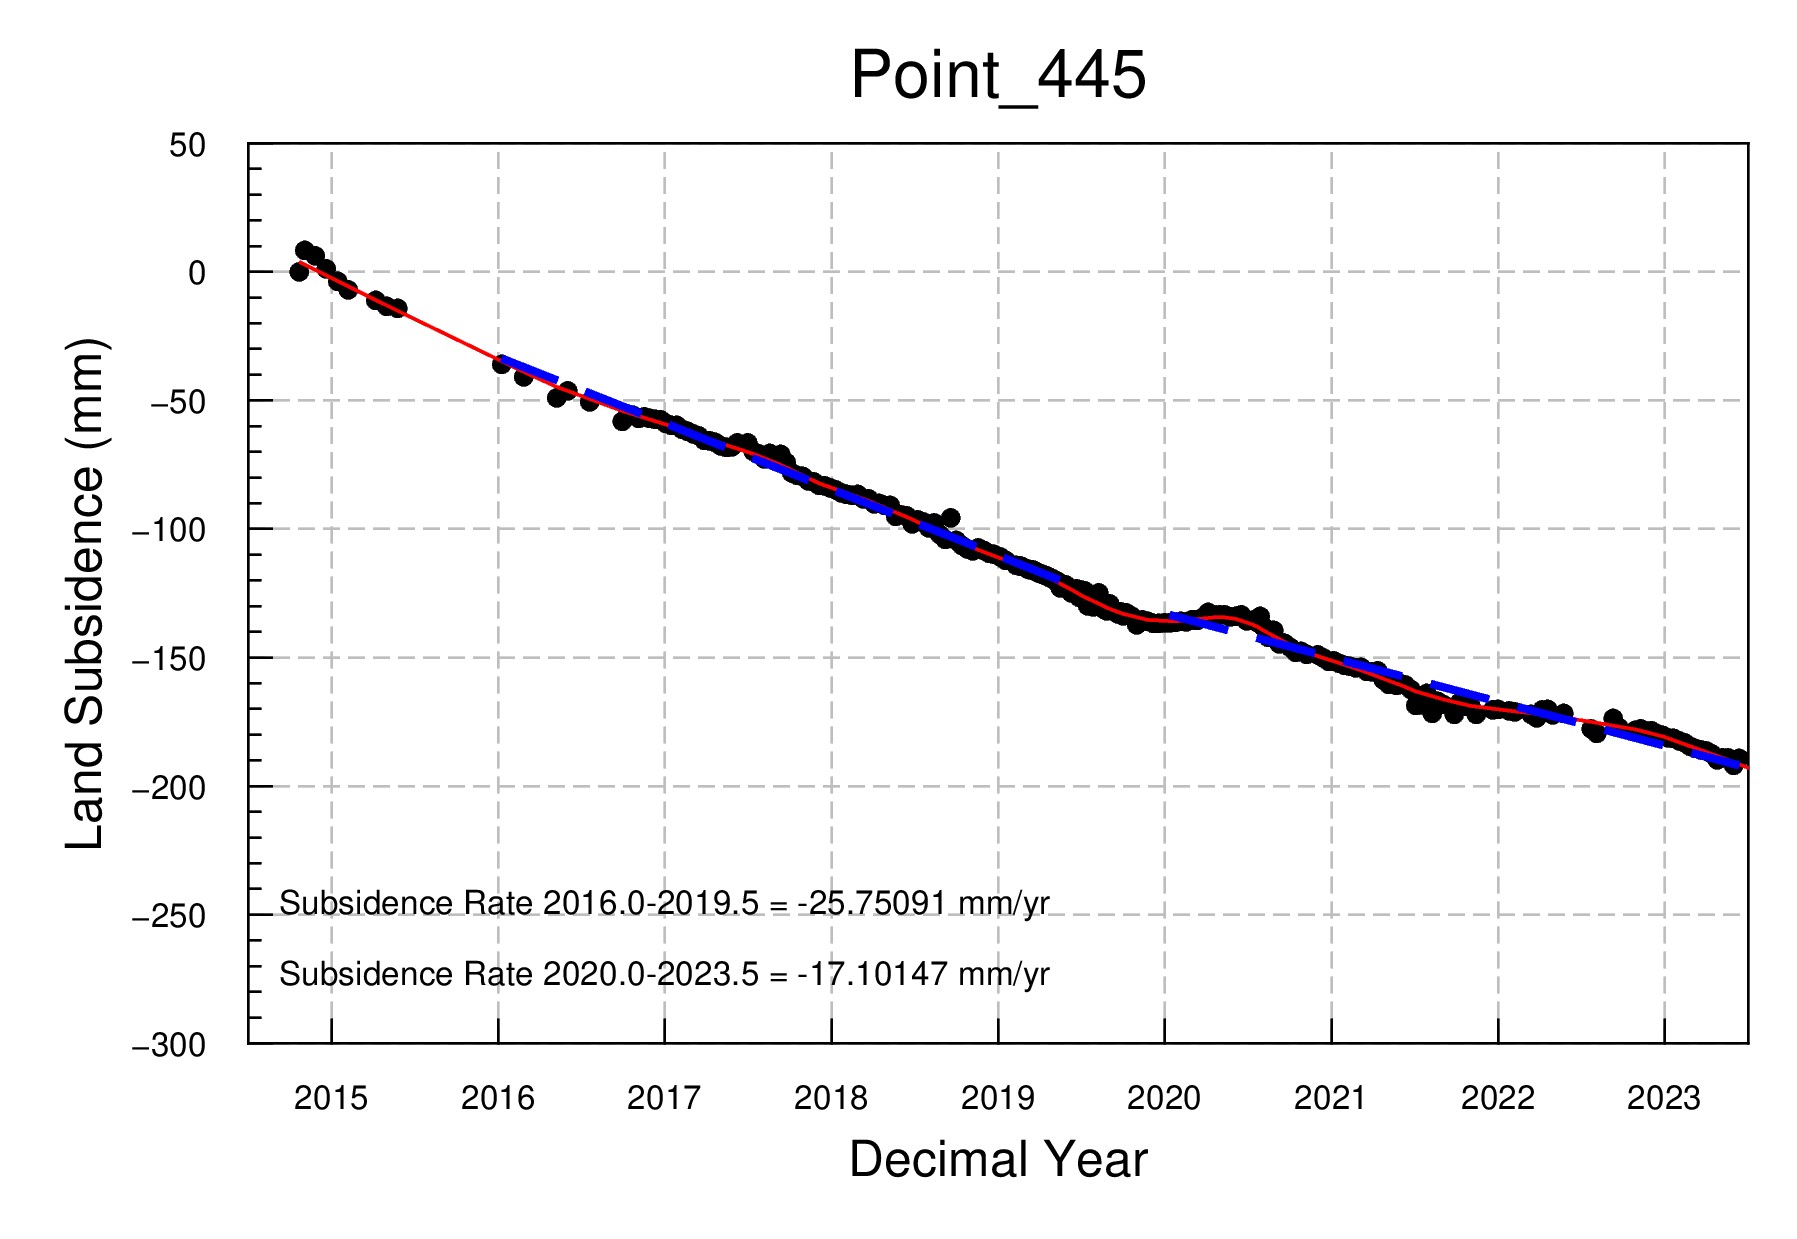 Point_445
Land Subsidence (mm)
50
0
−50
−100
−150
−200
−250
−300
Subsidence Rate 2016.0-2019.5 = -25.75091 mm/yr
Subsidence Rate 2020.0-2023.5 = -17.10147 mm/yr
2015 2016 2017 2018 2019 2020 2021 2022 2023
Decimal Year